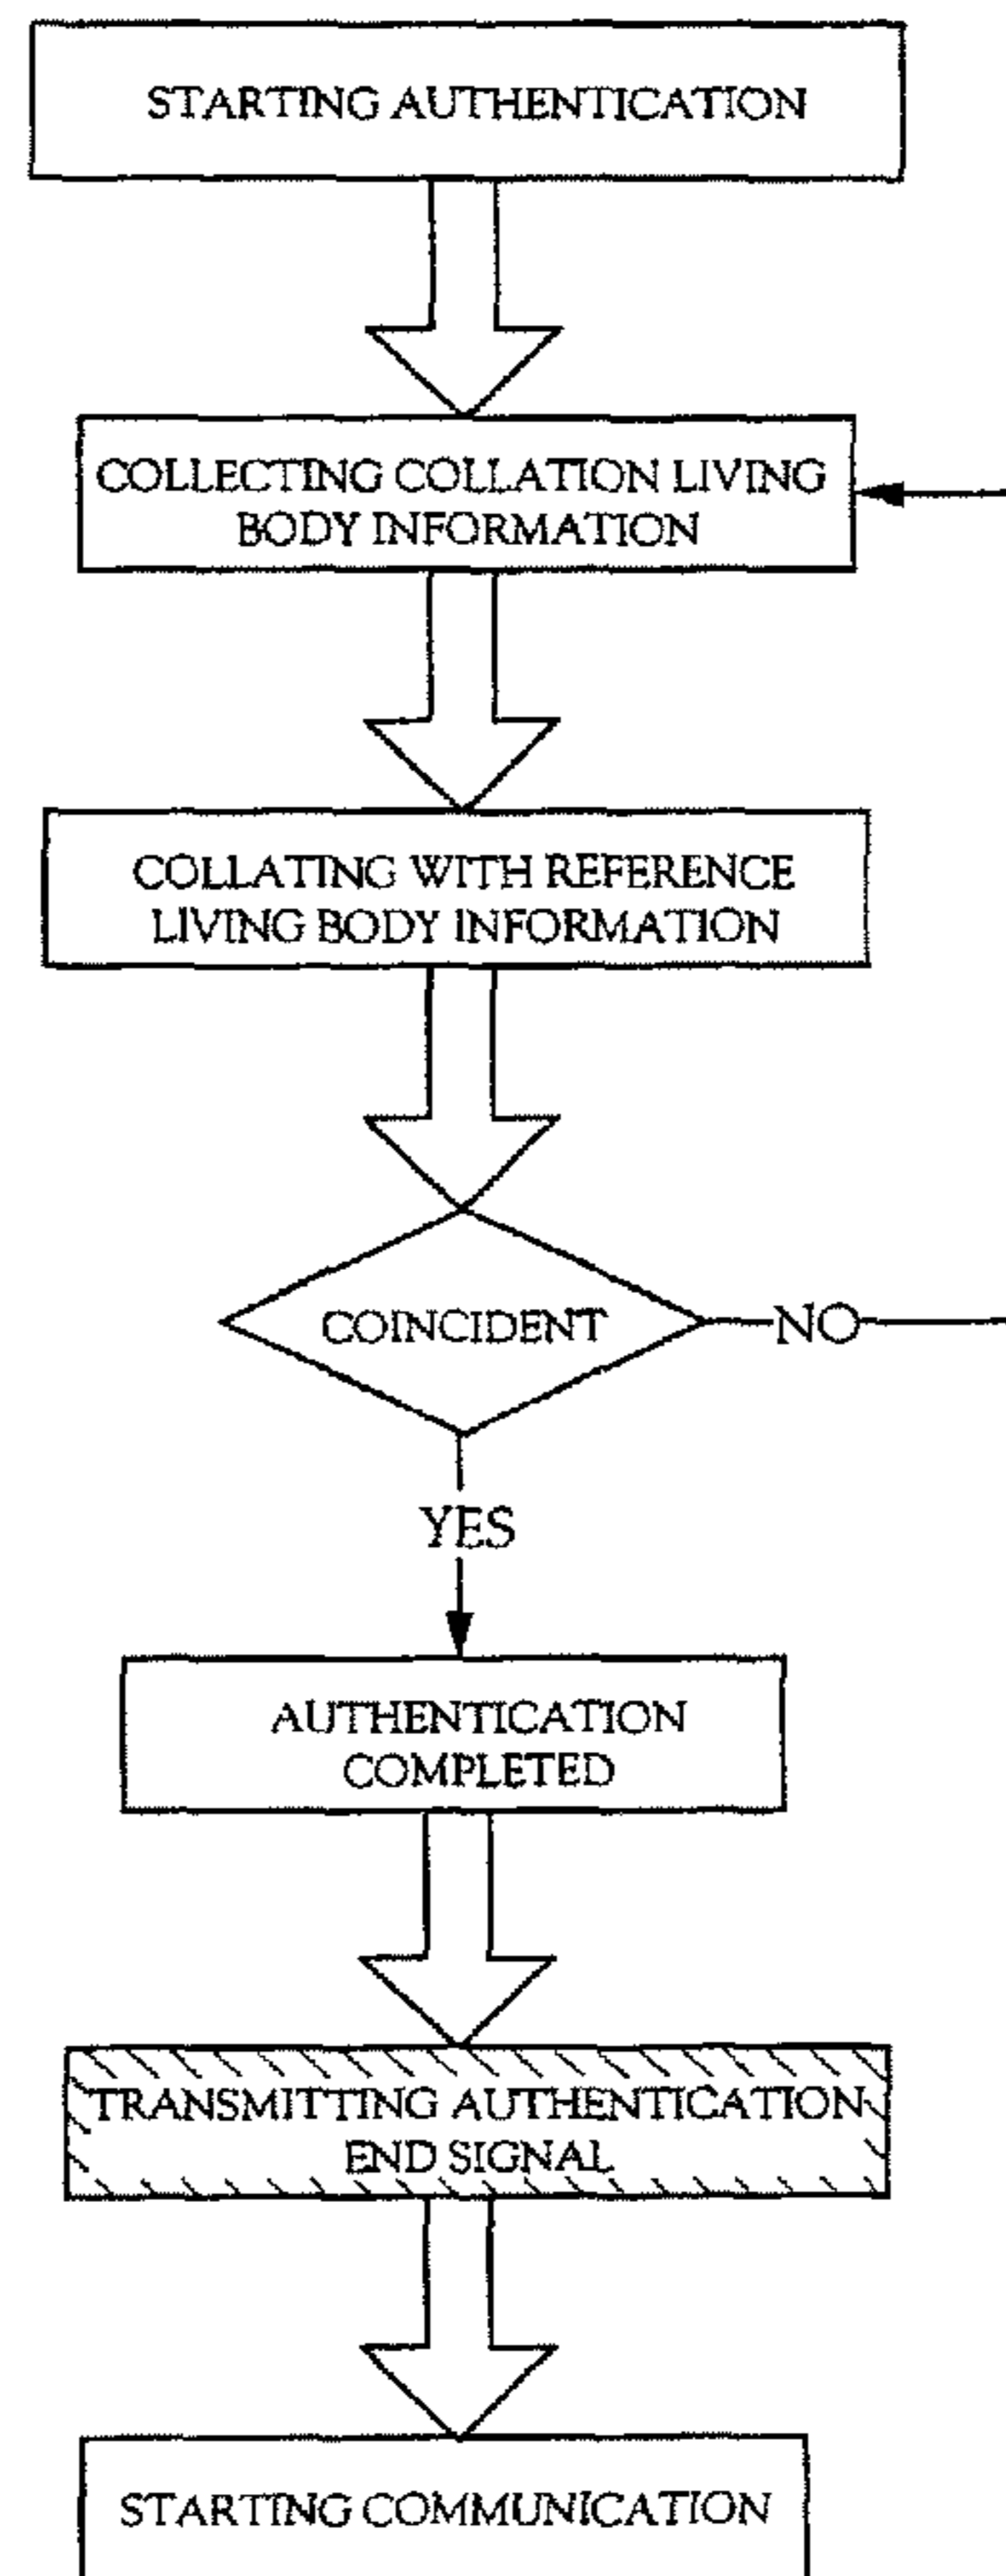 STARTING AUTHENTICATION
COLLECTING COLLATION LIVING
BODY INFORMATION
COLLATING WITH REFERENCE
LIVING BODY INFORMATION
COINCIDENT
NO
YES
AUTHENTICATION
COMPLETED
TRANSMITTING AUTHENTICATION
END SIGNAL
STARTING COMMUNICATION